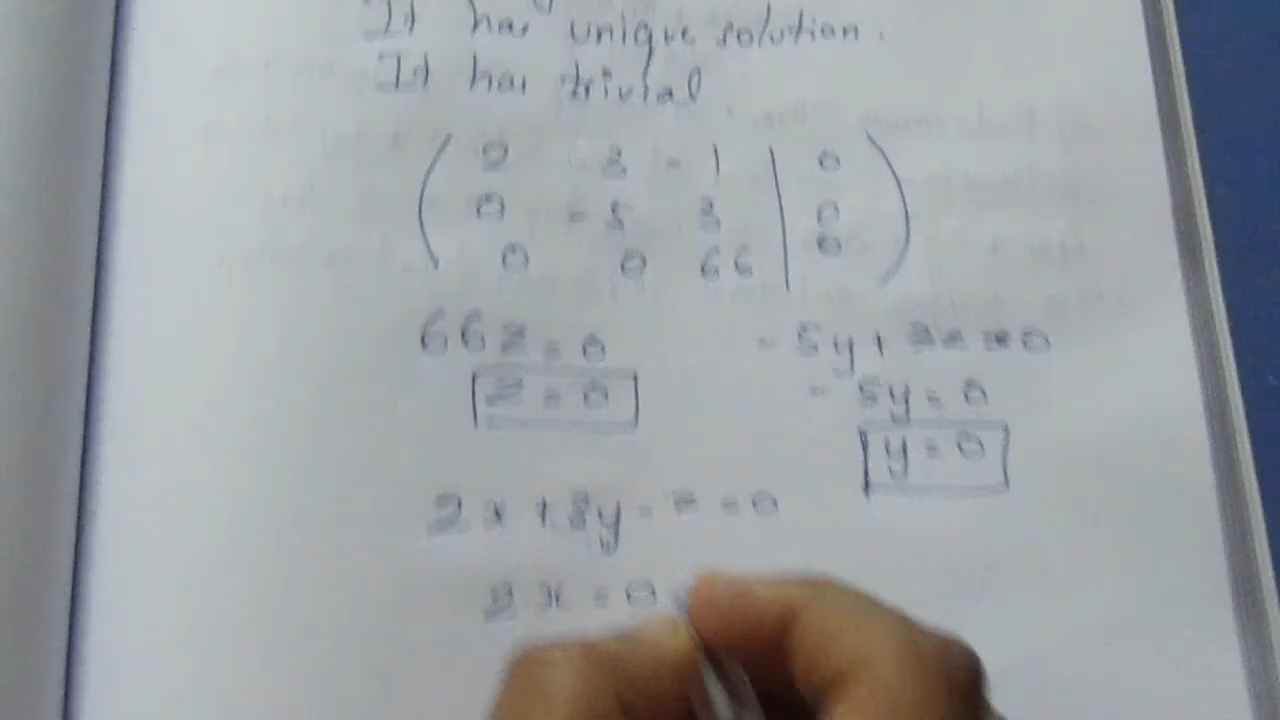 It has unique solution.
It has trivial
2 3 -1 | 0
0 -5 3 | 0
0 0 66 | 0
66z = 0
z = 0
- 5y + 3z = 0
- 5y = 0
y = 0
2x + 3y - z = 0
2x = 0